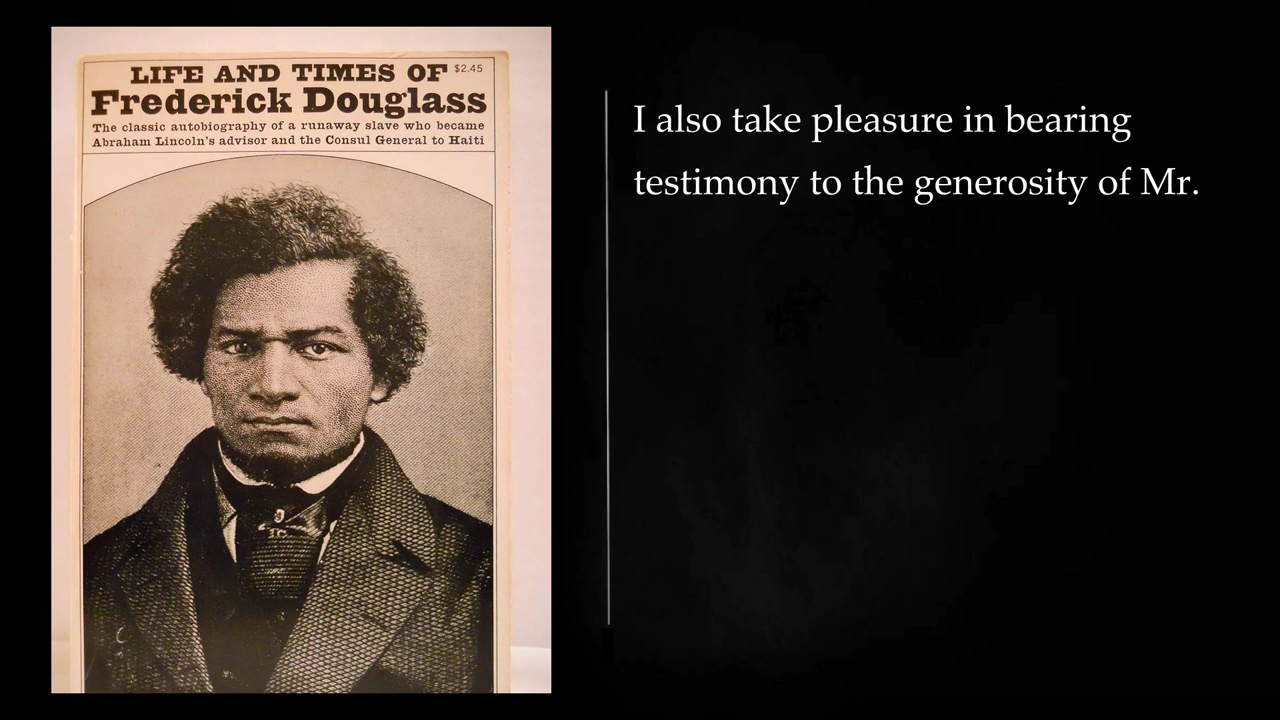 LIFE AND TIMES OF $2.45
Frederick Douglass
The classic autobiography of a runaway slave who became
Abraham Lincoln's advisor and the Consul General to Haiti
I also take pleasure in bearing
testimony to the generosity of Mr.